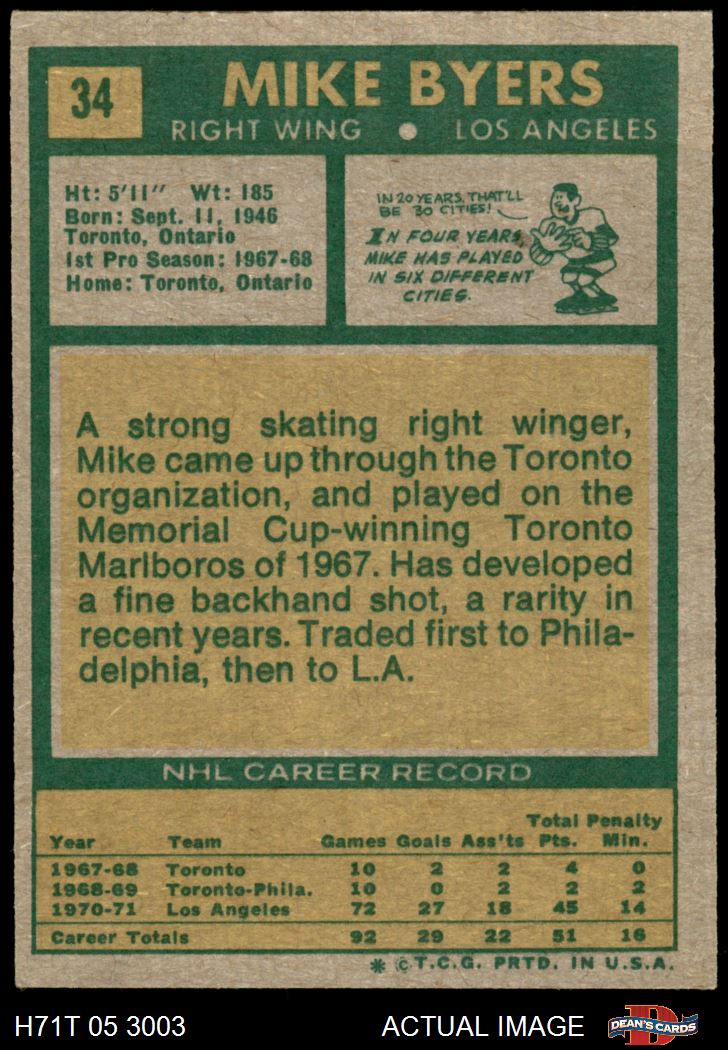 34
MIKE BYERS
RIGHT WING • LOS ANGELES
Ht: 5'11" Wt: 185
Born: Sept. 11, 1946
Toronto, Ontario
1st Pro Season: 1967-68
Home: Toronto, Ontario
IN 20 YEARS, THAT'LL
BE 30 CITIES!
IN FOUR YEARS,
MIKE HAS PLAYED
IN SIX DIFFERENT
CITIES.
A strong skating right winger,
Mike came up through the Toronto
organization, and played on the
Memorial Cup-winning Toronto
Marlboros of 1967. Has developed
a fine backhand shot, a rarity in
recent years. Traded first to Phila-
delphia, then to L.A.
NHL CAREER RECORD
Total Penalty
Year Team Games Goals Ass'ts Pts. Min.
1967-68 Toronto 10 2 2 4 0
1968-69 Toronto-Phila. 10 0 2 2 2
1970-71 Los Angeles 72 27 18 45 14
Career Totals 92 29 22 51 16
* © T.C.G. PRTD. IN U.S.A.
H71T 05 3003 ACTUAL IMAGE D DEAN'S CARDS